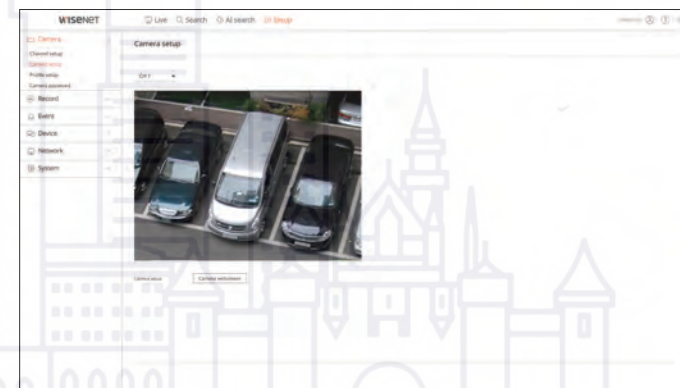 WISENET
Live Search AI search Setup
Camera
Camera setup
Channel setup
Camera setup
Profile setup
Camera password
CH 1
Record
Event
Device
Network
System
Camera setup
Camera webviewer